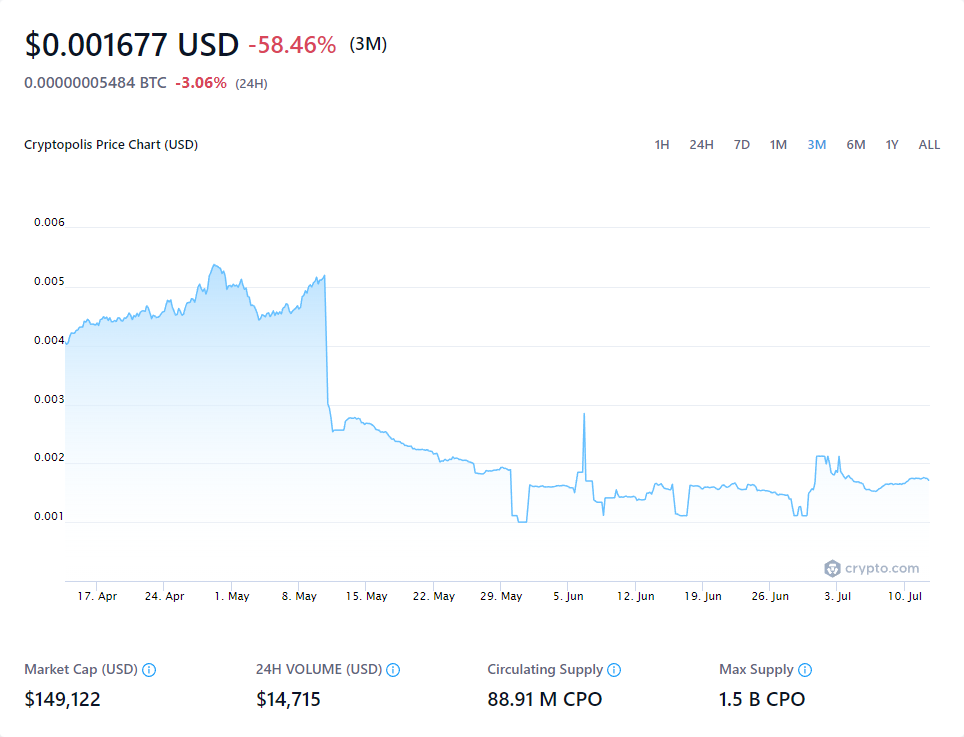 $0.001677 USD -58.46% (3M)
0.00000005484 BTC -3.06% (24H)
Cryptopolis Price Chart (USD) 1H 24H 7D 1M 3M 6M 1Y ALL
0.006
0.005
0.004
0.003
0.002
0.001
crypto.com
17. Apr 24. Apr 1. May 8. May 15. May 22. May 29. May 5. Jun 12. Jun 19. Jun 26. Jun 3. Jul 10. Jul
Market Cap (USD) 24H VOLUME (USD) Circulating Supply Max Supply
$149,122 $14,715 88.91 M CPO 1.5 B CPO